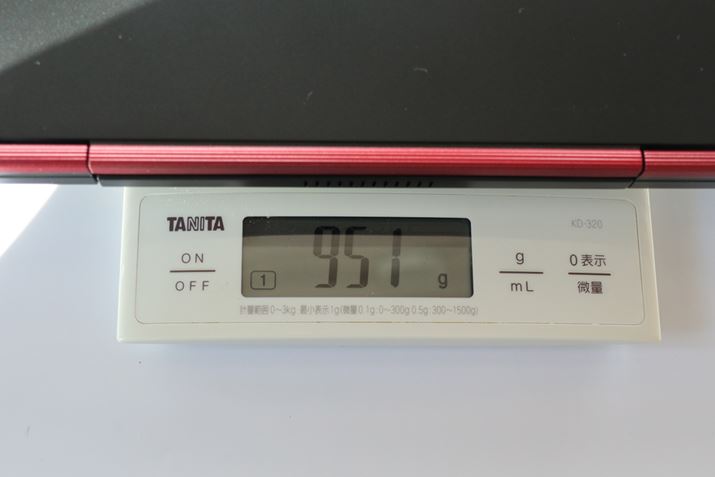 TANITA
KD-320
ON
OFF
951 g
1
g
mL
0表示
微量
計量範囲0～3kg 最小表示1g(微量0.1g:0～300g 0.5g:300～1500g)